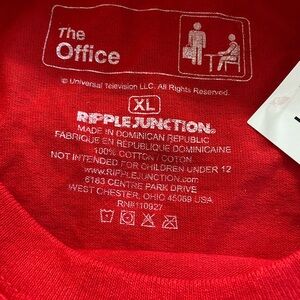 The
Office
© Universal Television LLC. All Rights Reserved.
XL
RIPPLE JUNCTION®
MADE IN DOMINICAN REPUBLIC
FABRIQUE EN REPUBLIQUE DOMINICAINE
100% COTTON / COTON
NOT INTENDED FOR CHILDREN UNDER 12
www.RIPPLEJUNCTION.com
6183 CENTRE PARK DRIVE
WEST CHESTER, OHIO 45069 USA
RN#110927